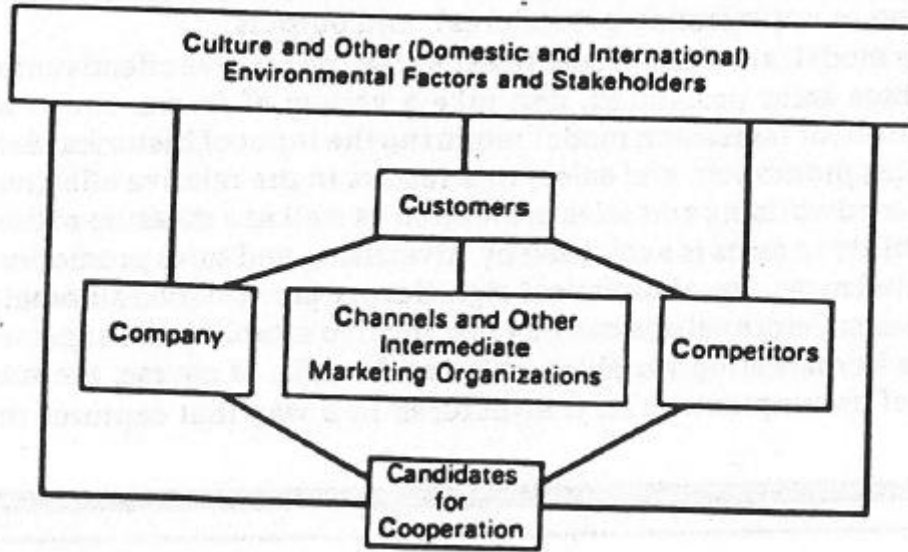 Culture and Other (Domestic and International)
Environmental Factors and Stakeholders
Customers
Company
Channels and Other
Intermediate
Marketing Organizations
Competitors
Candidates
for
Cooperation